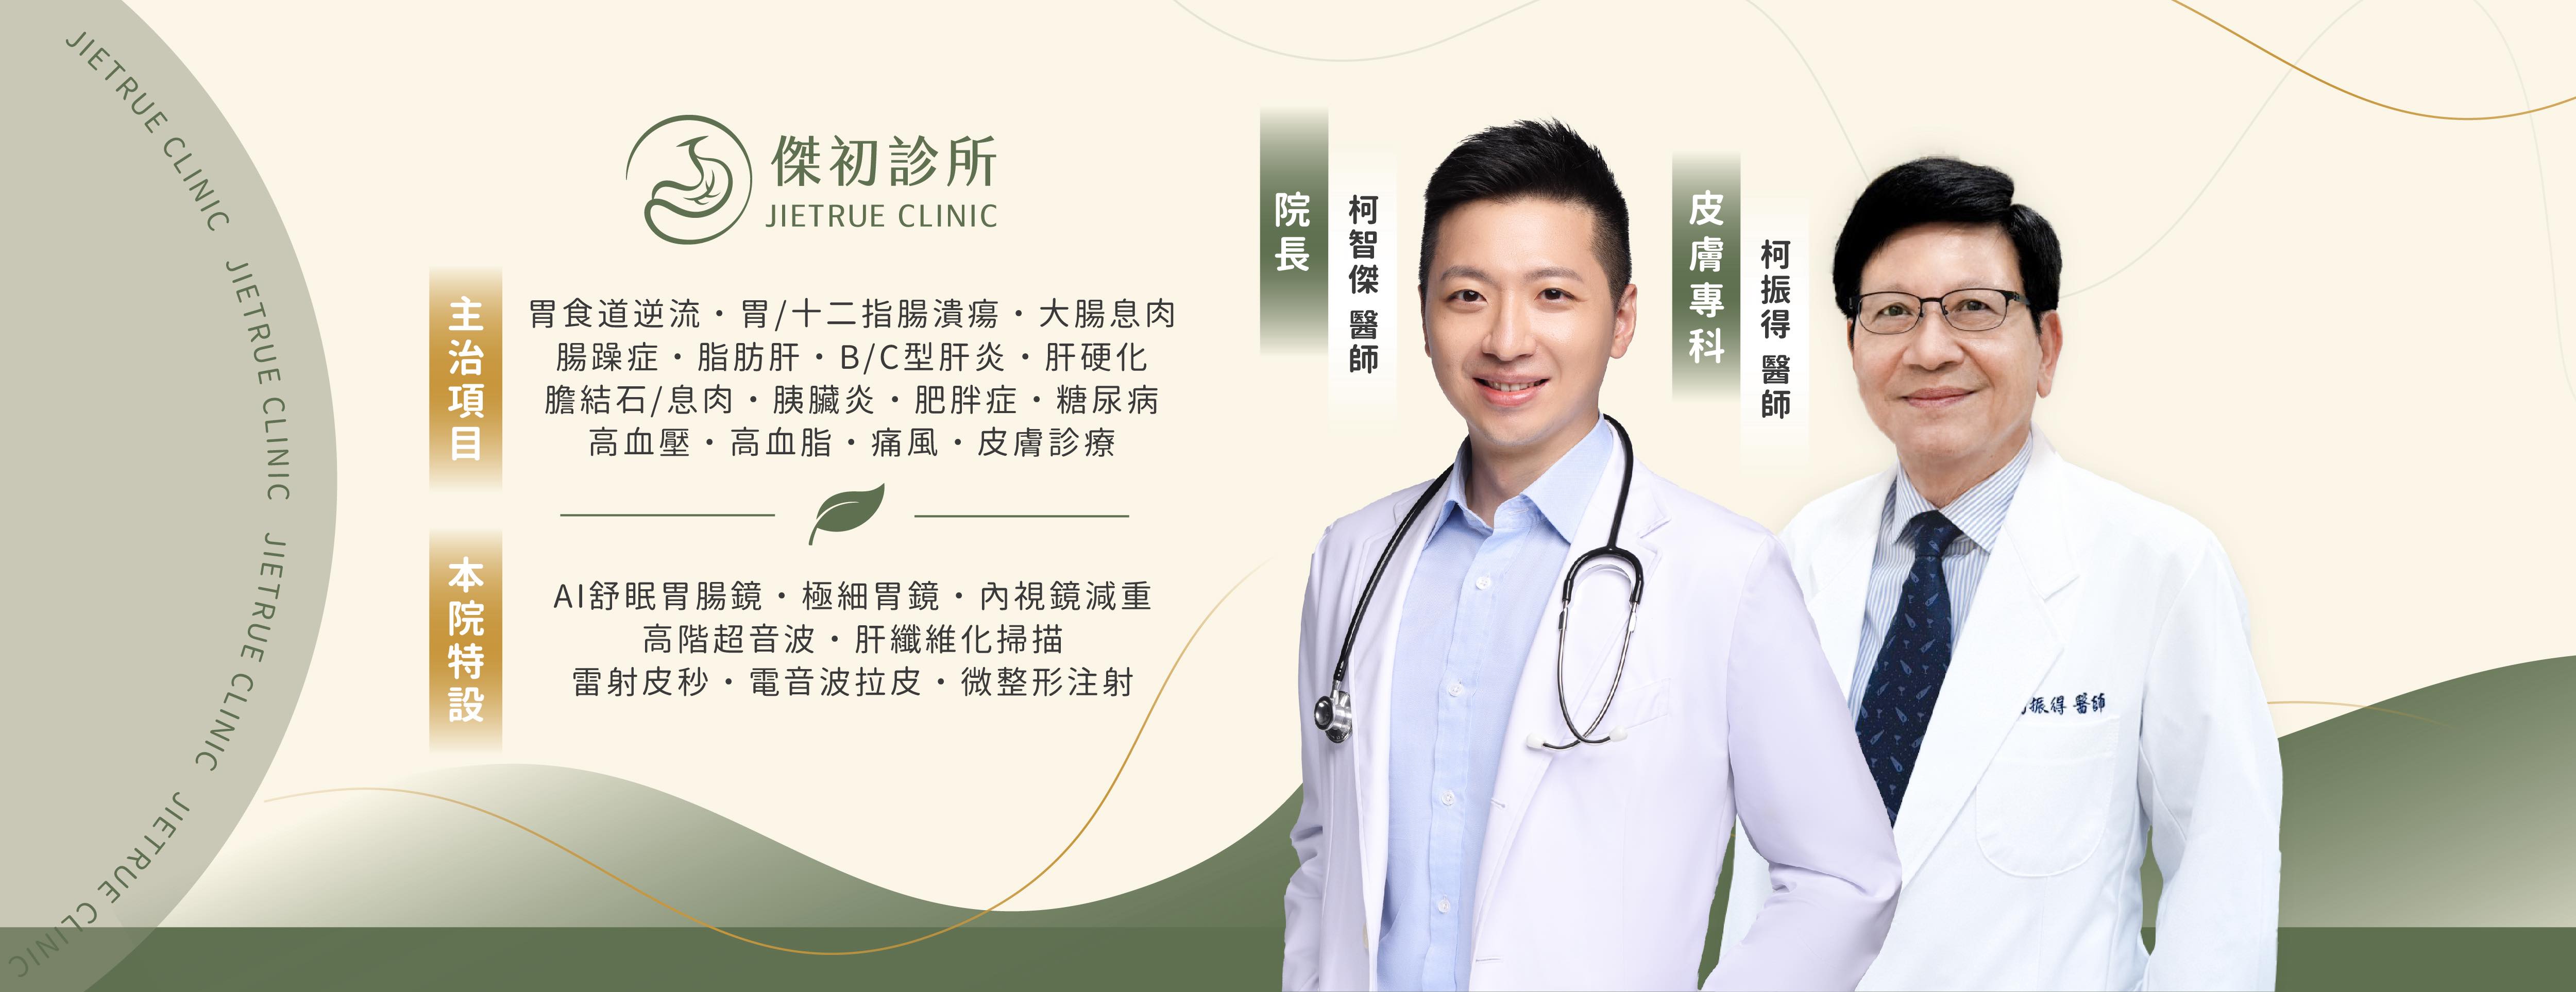 JIETRUE CLINIC JIETRUE CLINIC JIETRUE CLINIC JIETRUE CLINIC
傑初診所
JIETRUE CLINIC
主治項目
胃食道逆流・胃/十二指腸潰瘍・大腸息肉
腸躁症・脂肪肝・B/C型肝炎・肝硬化
膽結石/息肉・胰臟炎・肥胖症・糖尿病
高血壓・高血脂・痛風・皮膚診療
本院特設
AI舒眠胃腸鏡・極細胃鏡・內視鏡減重
高階超音波・肝纖維化掃描
雷射皮秒・電音波拉皮・微整形注射
院長
柯智傑 醫師
皮膚專科
柯振得 醫師
振得 醫師